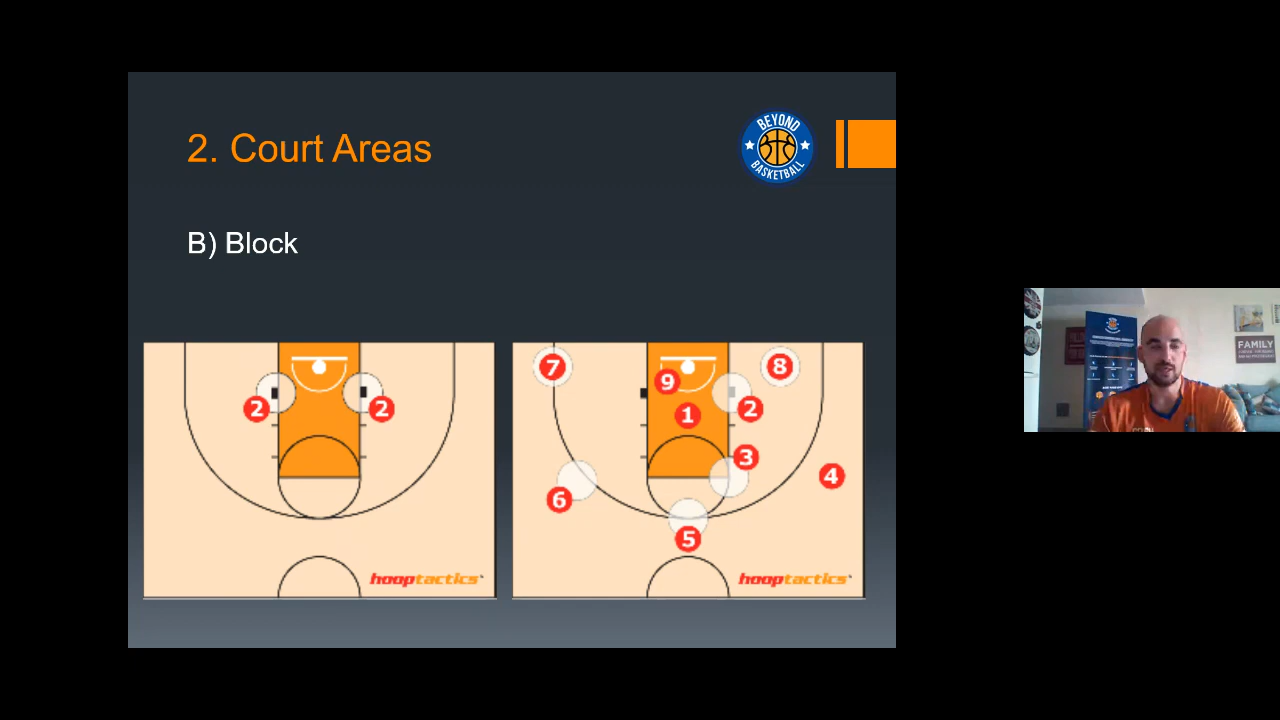 2. Court Areas
BEYOND
BASKETBALL
B) Block
2
2
hooptactics
7
8
9
1
2
3
4
6
5
hooptactics
FAMILY